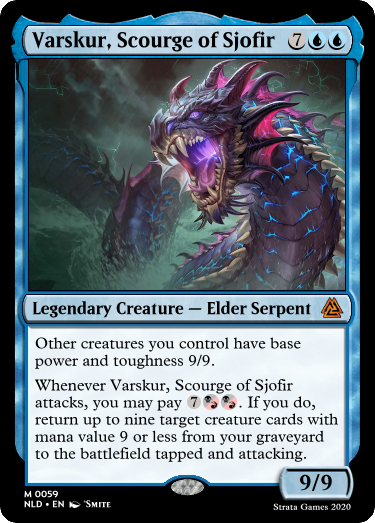 Varskur, Scourge of Sjofir 7
Legendary Creature — Elder Serpent
Other creatures you control have base
power and toughness 9/9.
Whenever Varskur, Scourge of Sjofir
attacks, you may pay 7 . If you do,
return up to nine target creature cards with
mana value 9 or less from your graveyard
to the battlefield tapped and attacking.
9/9
M 0059
NLD • EN 'Smite
Strata Games 2020